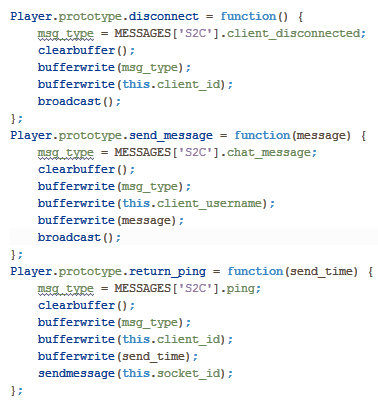 Player.prototype.disconnect = function() {
    msg_type = MESSAGES['S2C'].client_disconnected;
    clearbuffer();
    bufferwrite(msg_type);
    bufferwrite(this.client_id);
    broadcast();
};
Player.prototype.send_message = function(message) {
    msg_type = MESSAGES['S2C'].chat_message;
    clearbuffer();
    bufferwrite(msg_type);
    bufferwrite(this.client_username);
    bufferwrite(message);
    broadcast();
};
Player.prototype.return_ping = function(send_time) {
    msg_type = MESSAGES['S2C'].ping;
    clearbuffer();
    bufferwrite(msg_type);
    bufferwrite(this.client_id);
    bufferwrite(send_time);
    sendmessage(this.socket_id);
};